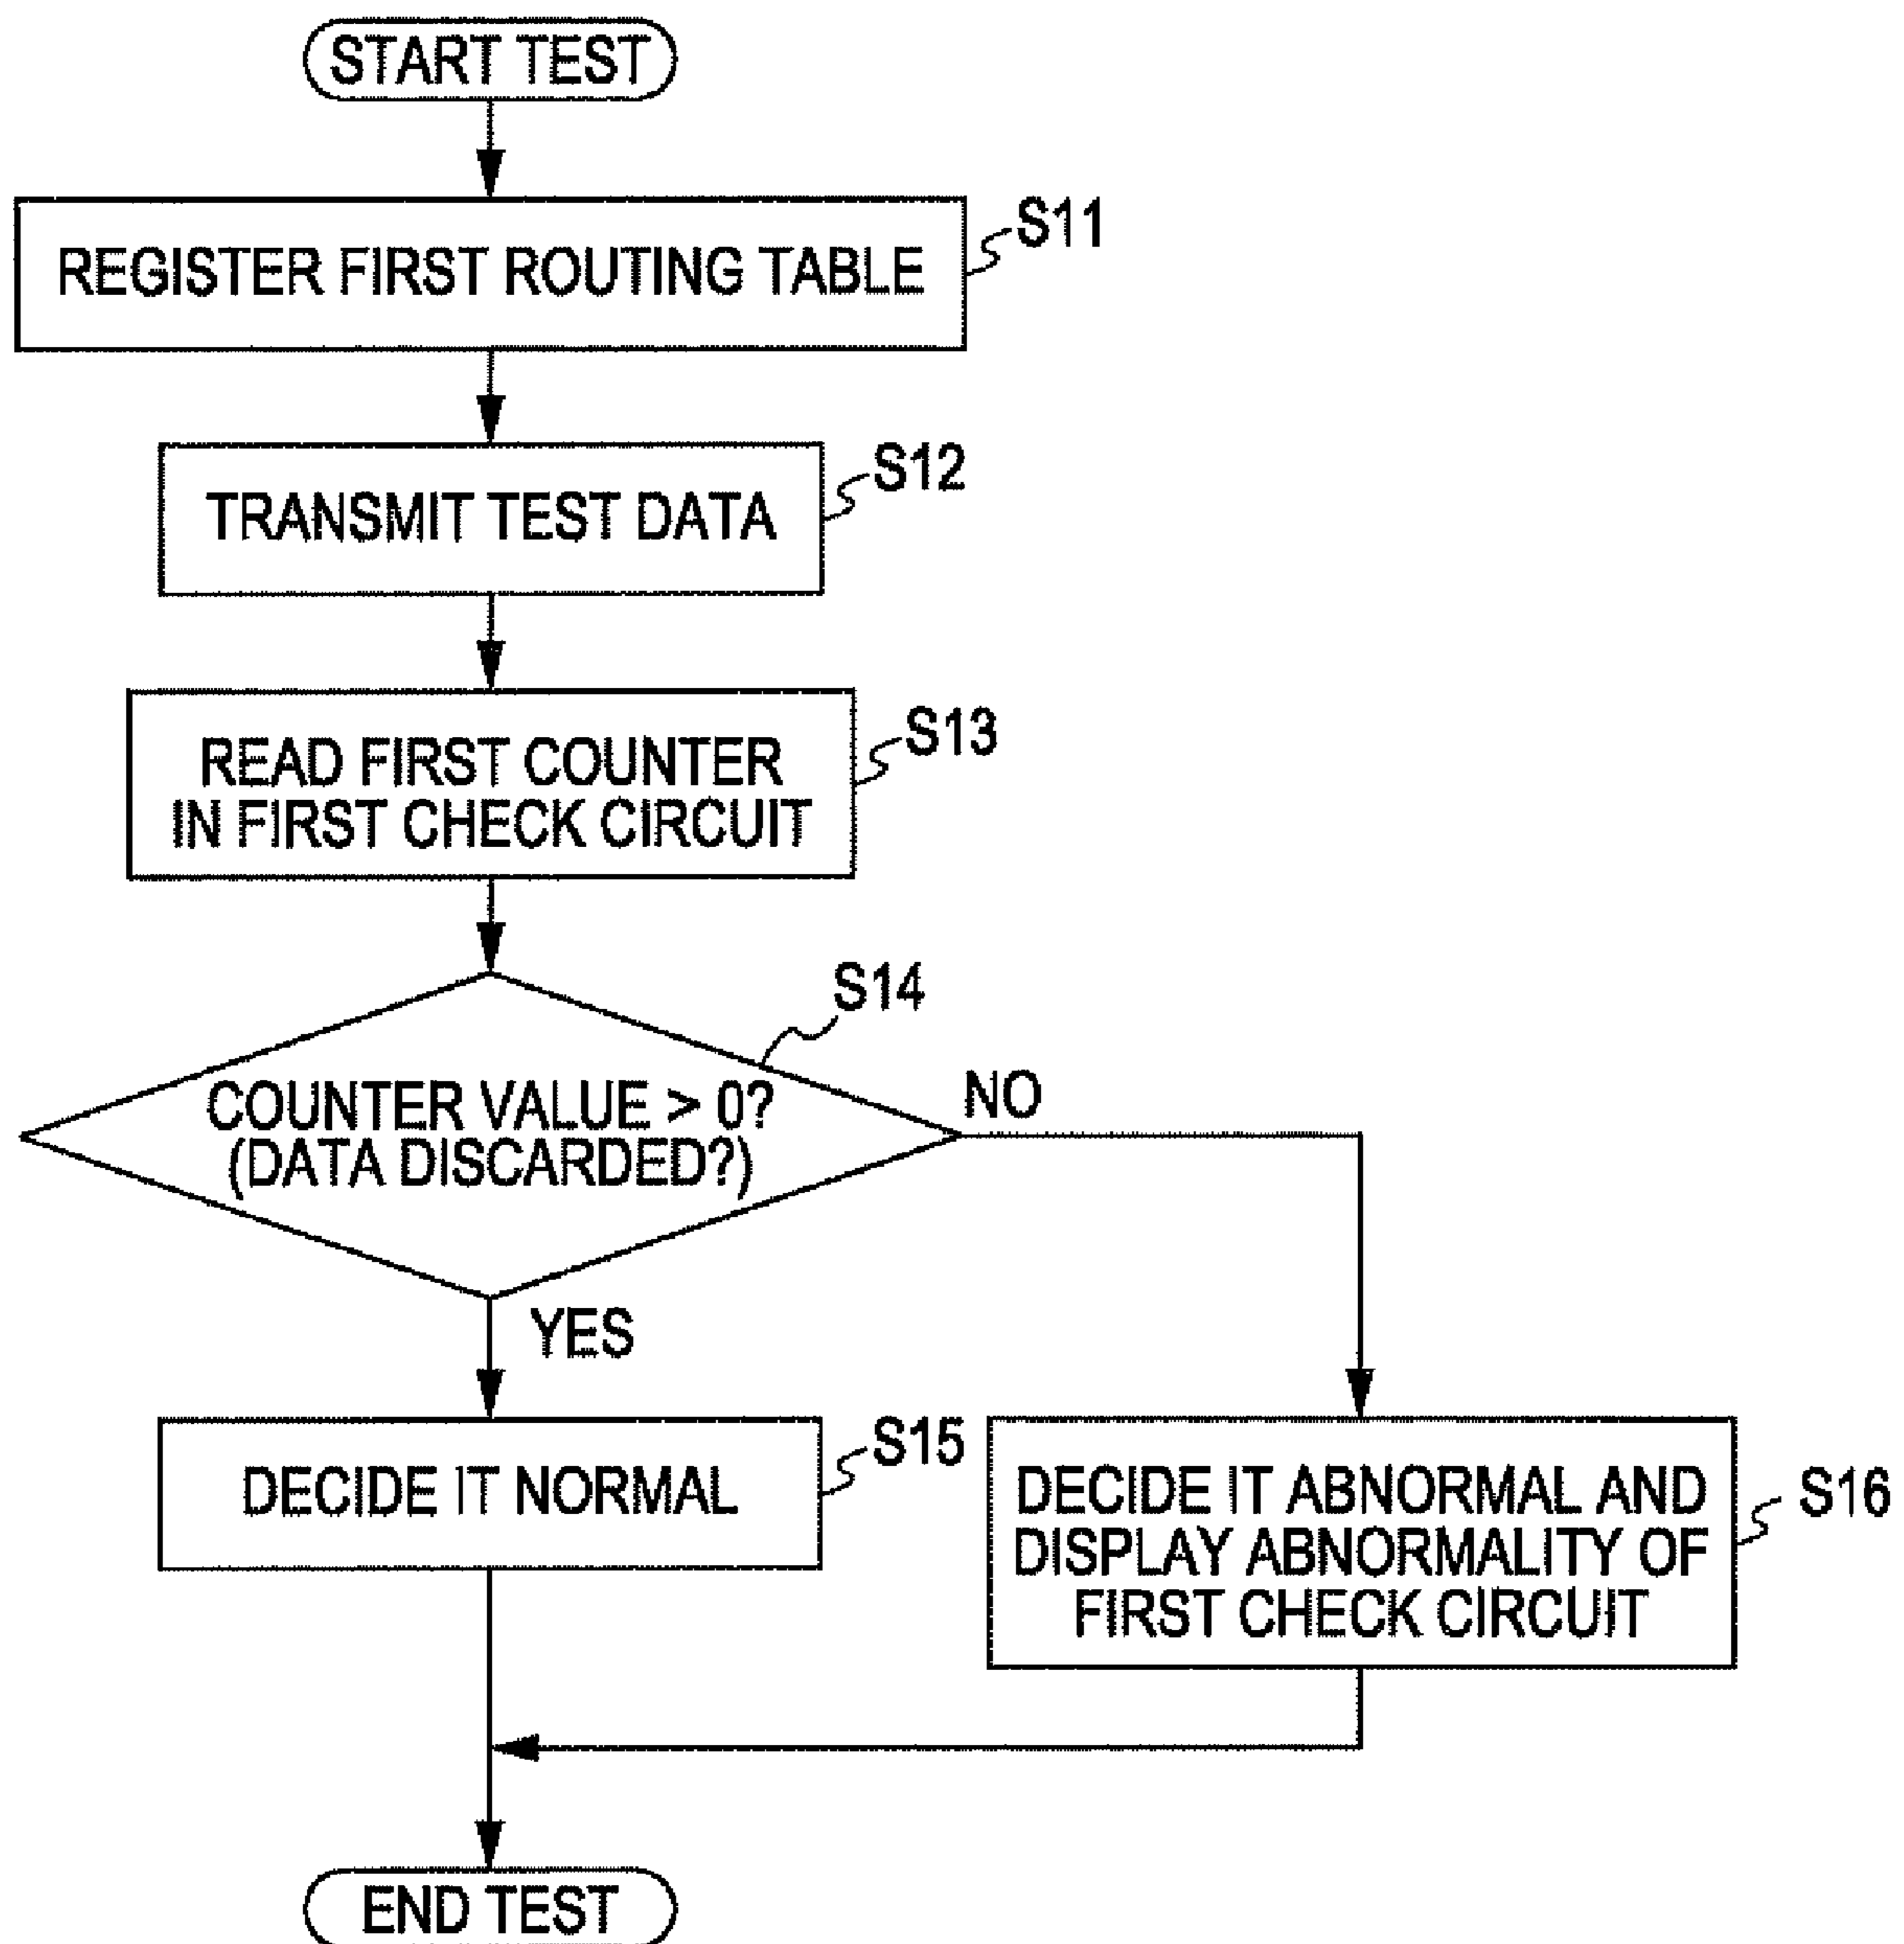 START TEST
REGISTER FIRST ROUTING TABLE
S11
TRANSMIT TEST DATA
S12
READ FIRST COUNTER
IN FIRST CHECK CIRCUIT
S13
S14
COUNTER VALUE > 0?
(DATA DISCARDED?)
NO
YES
DECIDE IT NORMAL
S15
DECIDE IT ABNORMAL AND
DISPLAY ABNORMALITY OF
FIRST CHECK CIRCUIT
S16
END TEST